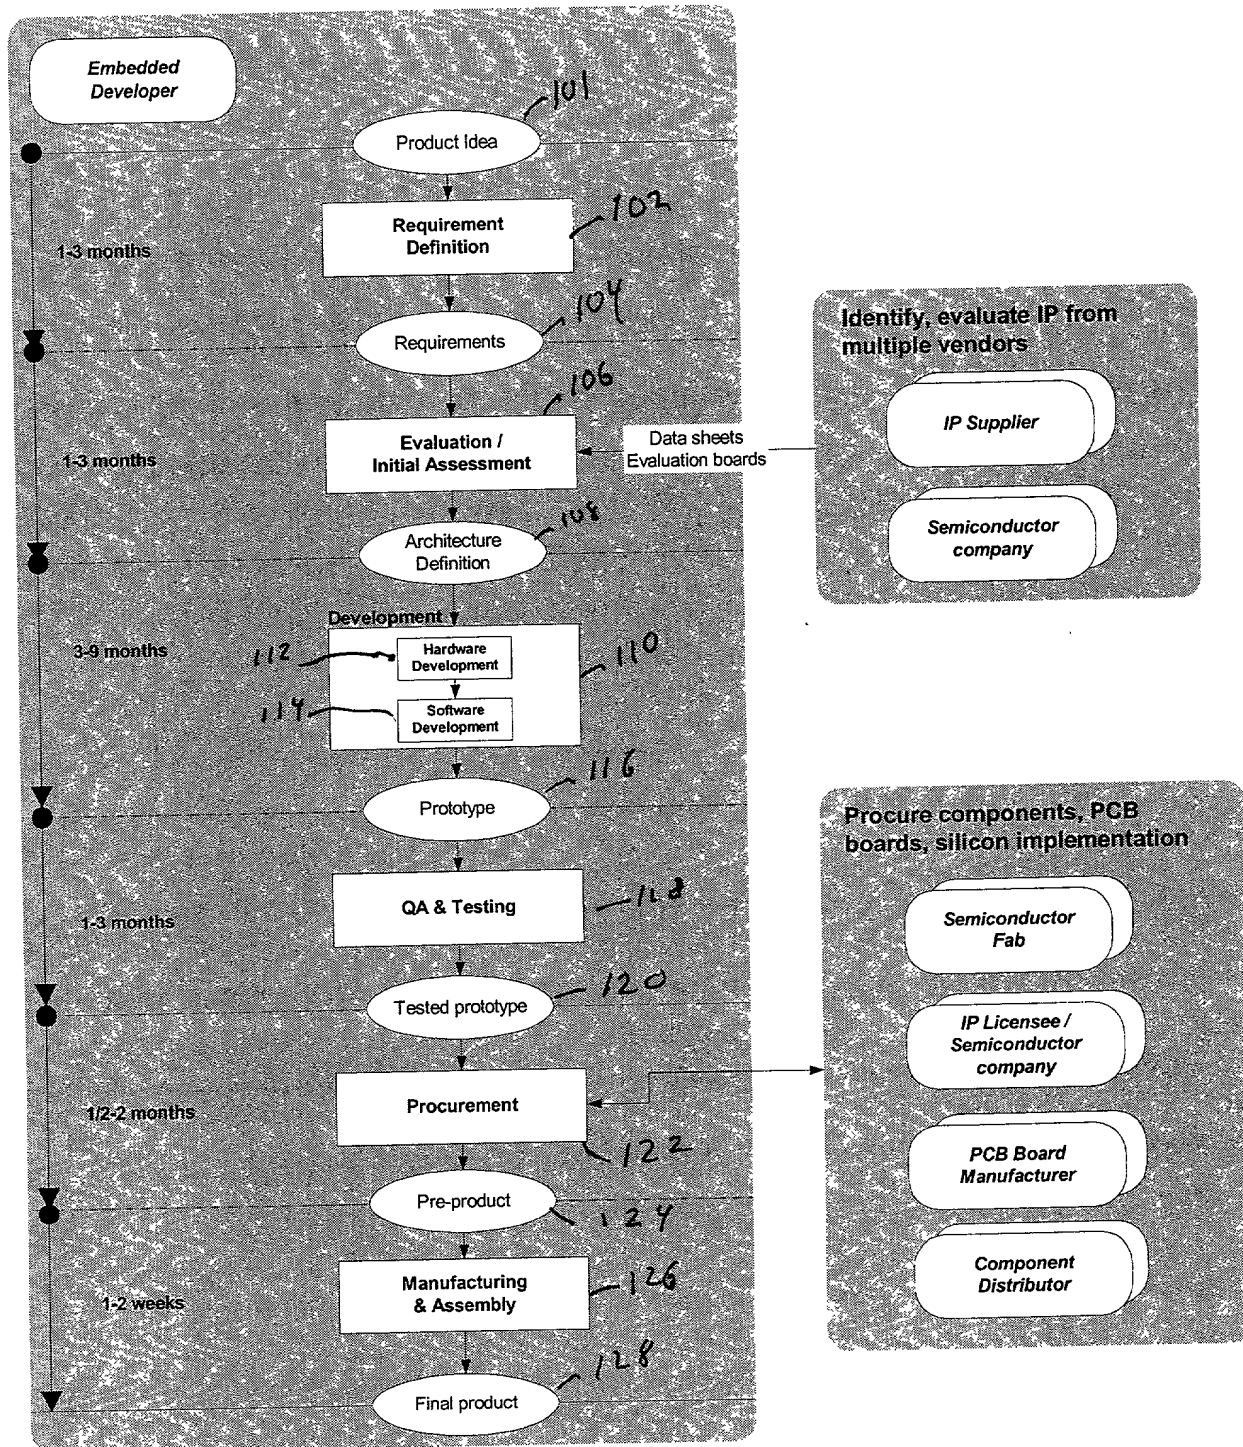 Embedded
Developer
101
Product Idea
102
Requirement
Definition
1-3 months
104
Requirements
106
Evaluation /
Initial Assessment
1-3 months
Data sheets
Evaluation boards
Identify, evaluate IP from
multiple vendors
IP Supplier
Semiconductor
company
108
Architecture
Definition
Development
3-9 months
112
Hardware
Development
110
114
Software
Development
116
Prototype
QA & Testing
118
1-3 months
120
Tested prototype
Procurement
1/2-2 months
122
Pre-product
124
Manufacturing
& Assembly
126
1-2 weeks
128
Final product
Procure components, PCB
boards, silicon implementation
Semiconductor
Fab
IP Licensee /
Semiconductor
company
PCB Board
Manufacturer
Component
Distributor